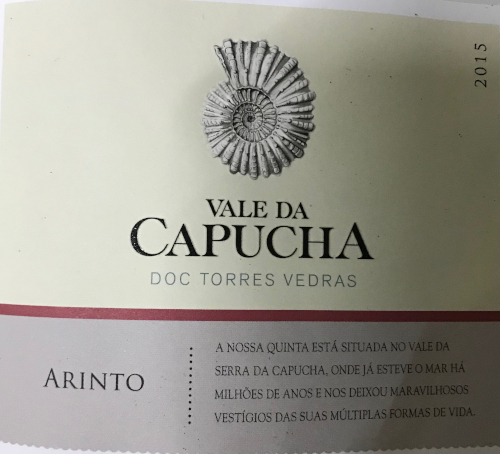 2015
VALE DA
CAPUCHA
DOC TORRES VEDRAS
ARINTO
A NOSSA QUINTA ESTÁ SITUADA NO VALE DA
SERRA DA CAPUCHA, ONDE JÁ ESTEVE O MAR HÁ
MILHÕES DE ANOS E NOS DEIXOU MARAVILHOSOS
VESTÍGIOS DAS SUAS MÚLTIPLAS FORMAS DE VIDA.